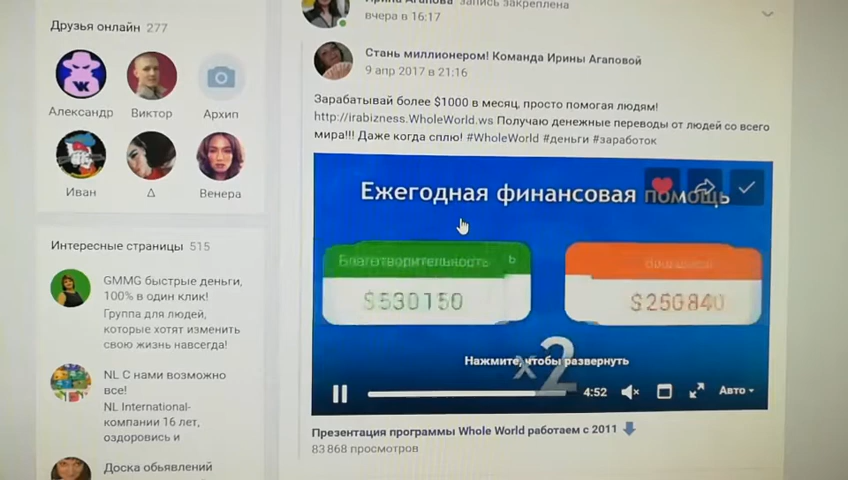 Друзья онлайн 277
Александр
Виктор
Архип
Иван
Δ
Венера
Интересные страницы 515
GMMG быстрые деньги,
100% в один клик!
Группа для людей,
которые хотят изменить
свою жизнь навсегда!
NL С нами возможно
все!
NL International-
компании 16 лет,
оздоровись и
Доска обьявлений
Ирина Агапова запись закреплена
вчера в 16:17
Стань миллионером! Команда Ирины Агаповой
9 апр 2017 в 21:16
Зарабатывай более $1000 в месяц, просто помогая людям!
http://irabizness.WholeWorld.ws Получаю денежные переводы от людей со всего
мира!!! Даже когда сплю! #WholeWorld #деньги #заработок
Ежегодная финансовая помощь
Благотворительность
$530150
$250840
x2
Нажмите, чтобы развернуть
4:52
Авто
Презентация программы Whole World работаем с 2011
83 868 просмотров